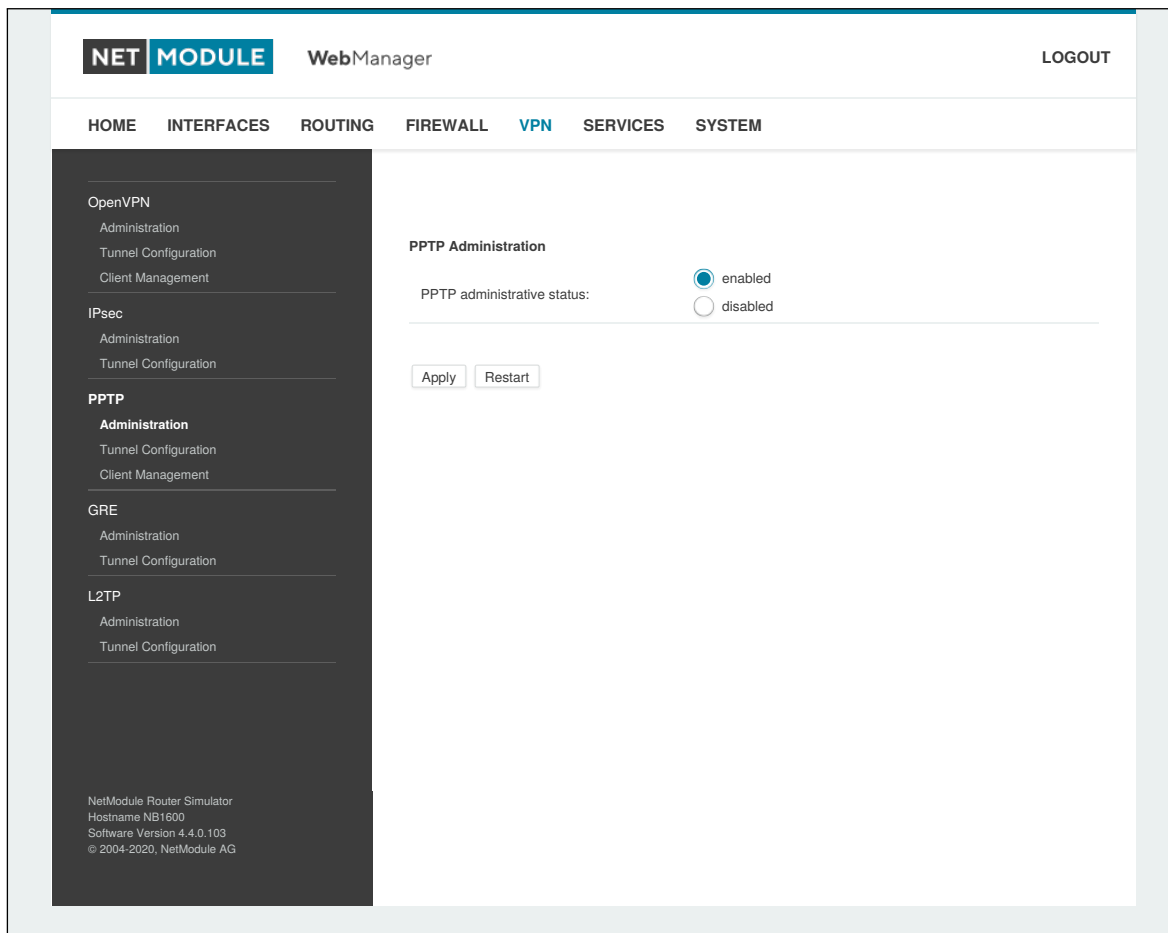 NET MODULE WebManager LOGOUT
HOME INTERFACES ROUTING FIREWALL VPN SERVICES SYSTEM
OpenVPN
Administration
Tunnel Configuration
Client Management
IPsec
Administration
Tunnel Configuration
PPTP
Administration
Tunnel Configuration
Client Management
GRE
Administration
Tunnel Configuration
L2TP
Administration
Tunnel Configuration
NetModule Router Simulator
Hostname NB1600
Software Version 4.4.0.103
© 2004-2020, NetModule AG
PPTP Administration
PPTP administrative status:
enabled
disabled
Apply Restart